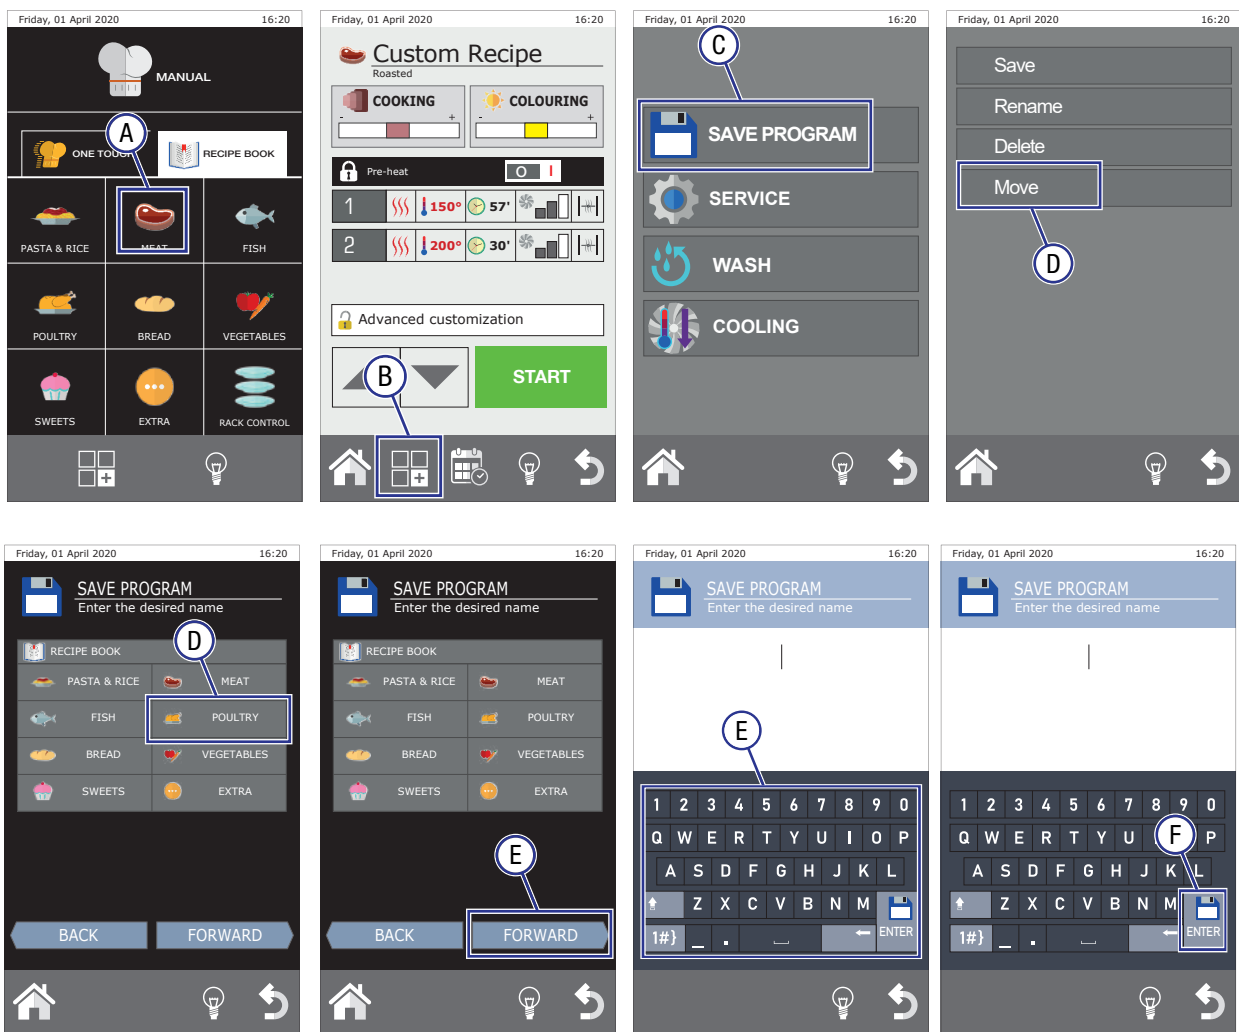 Friday, 01 April 2020 16:20
MANUAL
A
RECIPE BOOK
PASTA & RICE
MEAT
FISH
POULTRY
BREAD
VEGETABLES
SWEETS
EXTRA
RACK CONTROL
Friday, 01 April 2020 16:20
Custom Recipe
Roasted
COOKING
- +
COLOURING
- +
Pre-heat O I
1 150° 57'
2 200° 30'
Advanced customization
B
START
Friday, 01 April 2020 16:20
C
SAVE PROGRAM
SERVICE
WASH
COOLING
Friday, 01 April 2020 16:20
Save
Rename
Delete
Move
D
Friday, 01 April 2020 16:20
SAVE PROGRAM
Enter the desired name
D
RECIPE BOOK
PASTA & RICE MEAT
FISH POULTRY
BREAD VEGETABLES
SWEETS EXTRA
BACK FORWARD
Friday, 01 April 2020 16:20
SAVE PROGRAM
Enter the desired name
RECIPE BOOK
PASTA & RICE MEAT
FISH POULTRY
BREAD VEGETABLES
SWEETS EXTRA
E
BACK FORWARD
Friday, 01 April 2020 16:20
SAVE PROGRAM
Enter the desired name
E
1 2 3 4 5 6 7 8 9 0
Q W E R T Y U I O P
A S D F G H J K L
Z X C V B N M
1#} _ . ENTER
Friday, 01 April 2020 16:20
SAVE PROGRAM
Enter the desired name
1 2 3 4 5 6 7 8 9 0
Q W E R T Y U F P
A S D F G H J K L
Z X C V B N M
1#} _ . ENTER